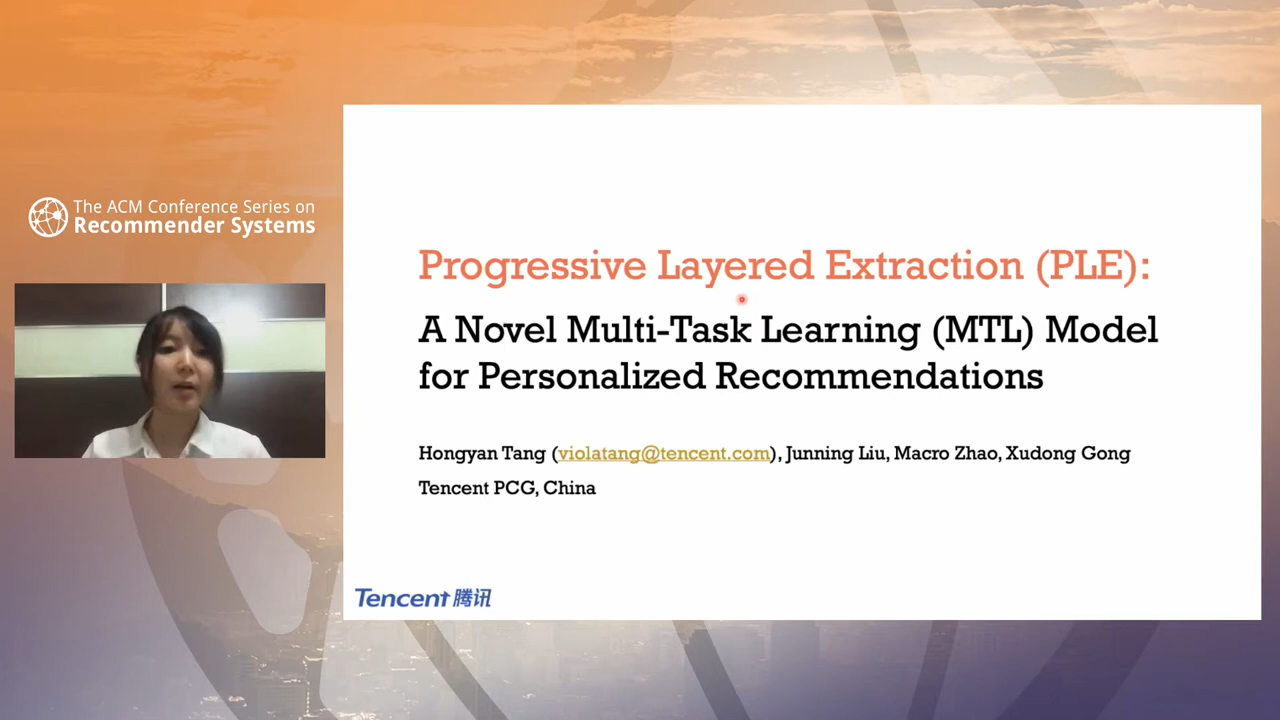 The ACM Conference Series on
Recommender Systems
Progressive Layered Extraction (PLE):
A Novel Multi-Task Learning (MTL) Model
for Personalized Recommendations
Hongyan Tang (violatang@tencent.com), Junning Liu, Macro Zhao, Xudong Gong
Tencent PCG, China
Tencent 腾讯